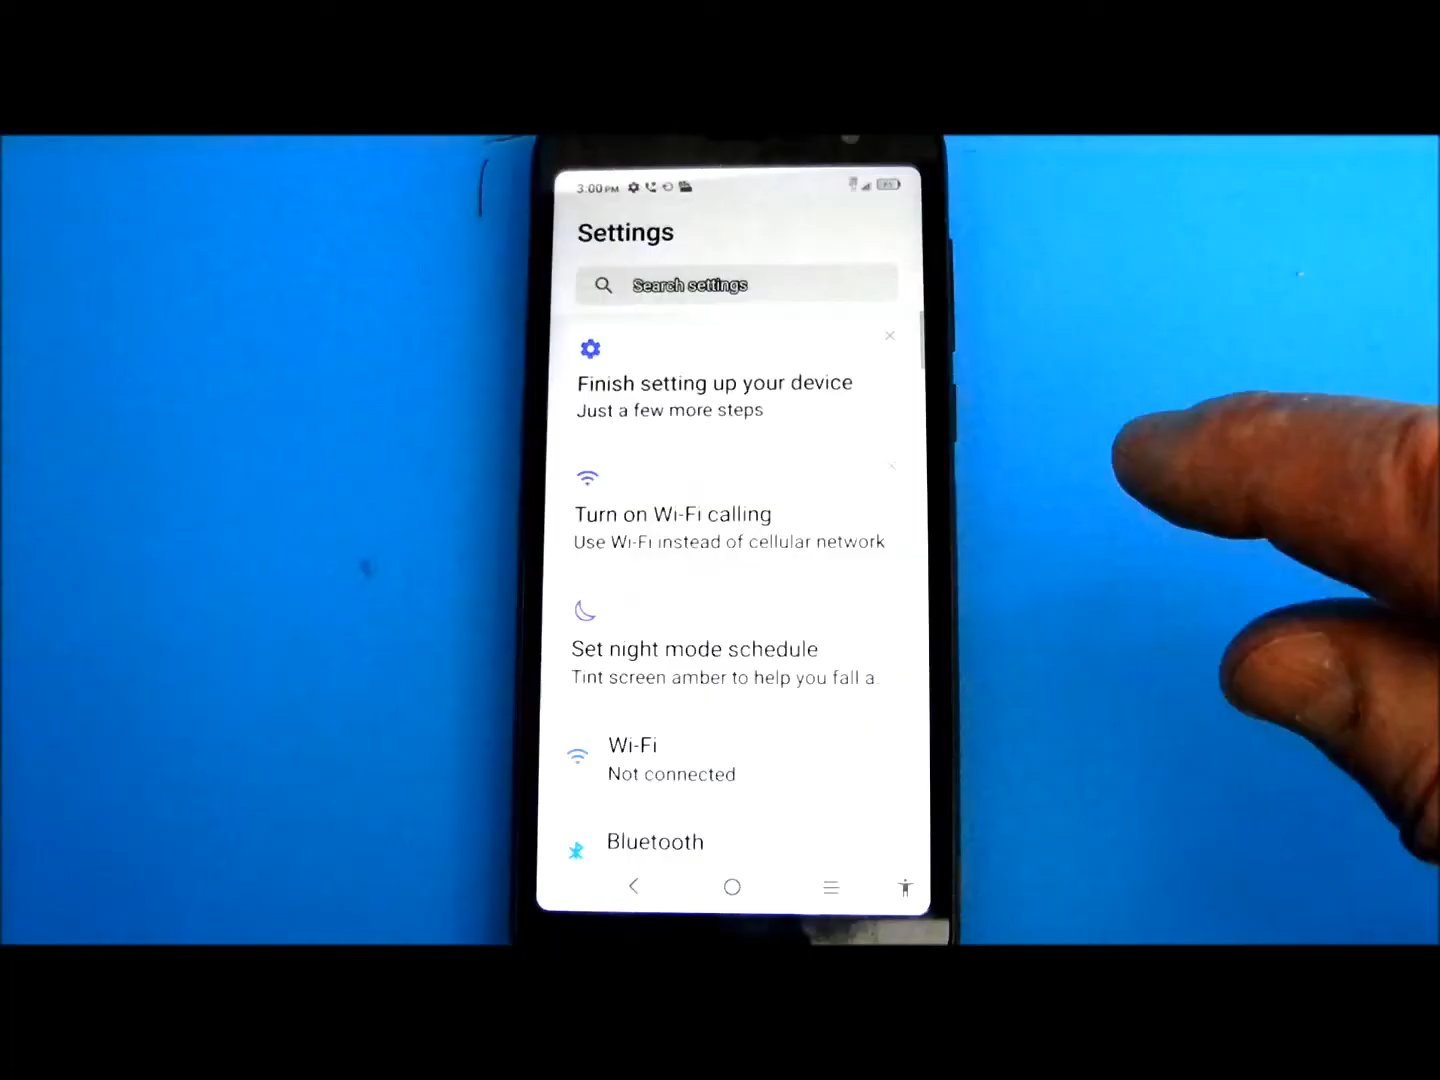 3:00 PM
Settings
Search settings
Finish setting up your device
Just a few more steps
Turn on Wi-Fi calling
Use Wi-Fi instead of cellular network
Set night mode schedule
Tint screen amber to help you fall a.
Wi-Fi
Not connected
Bluetooth